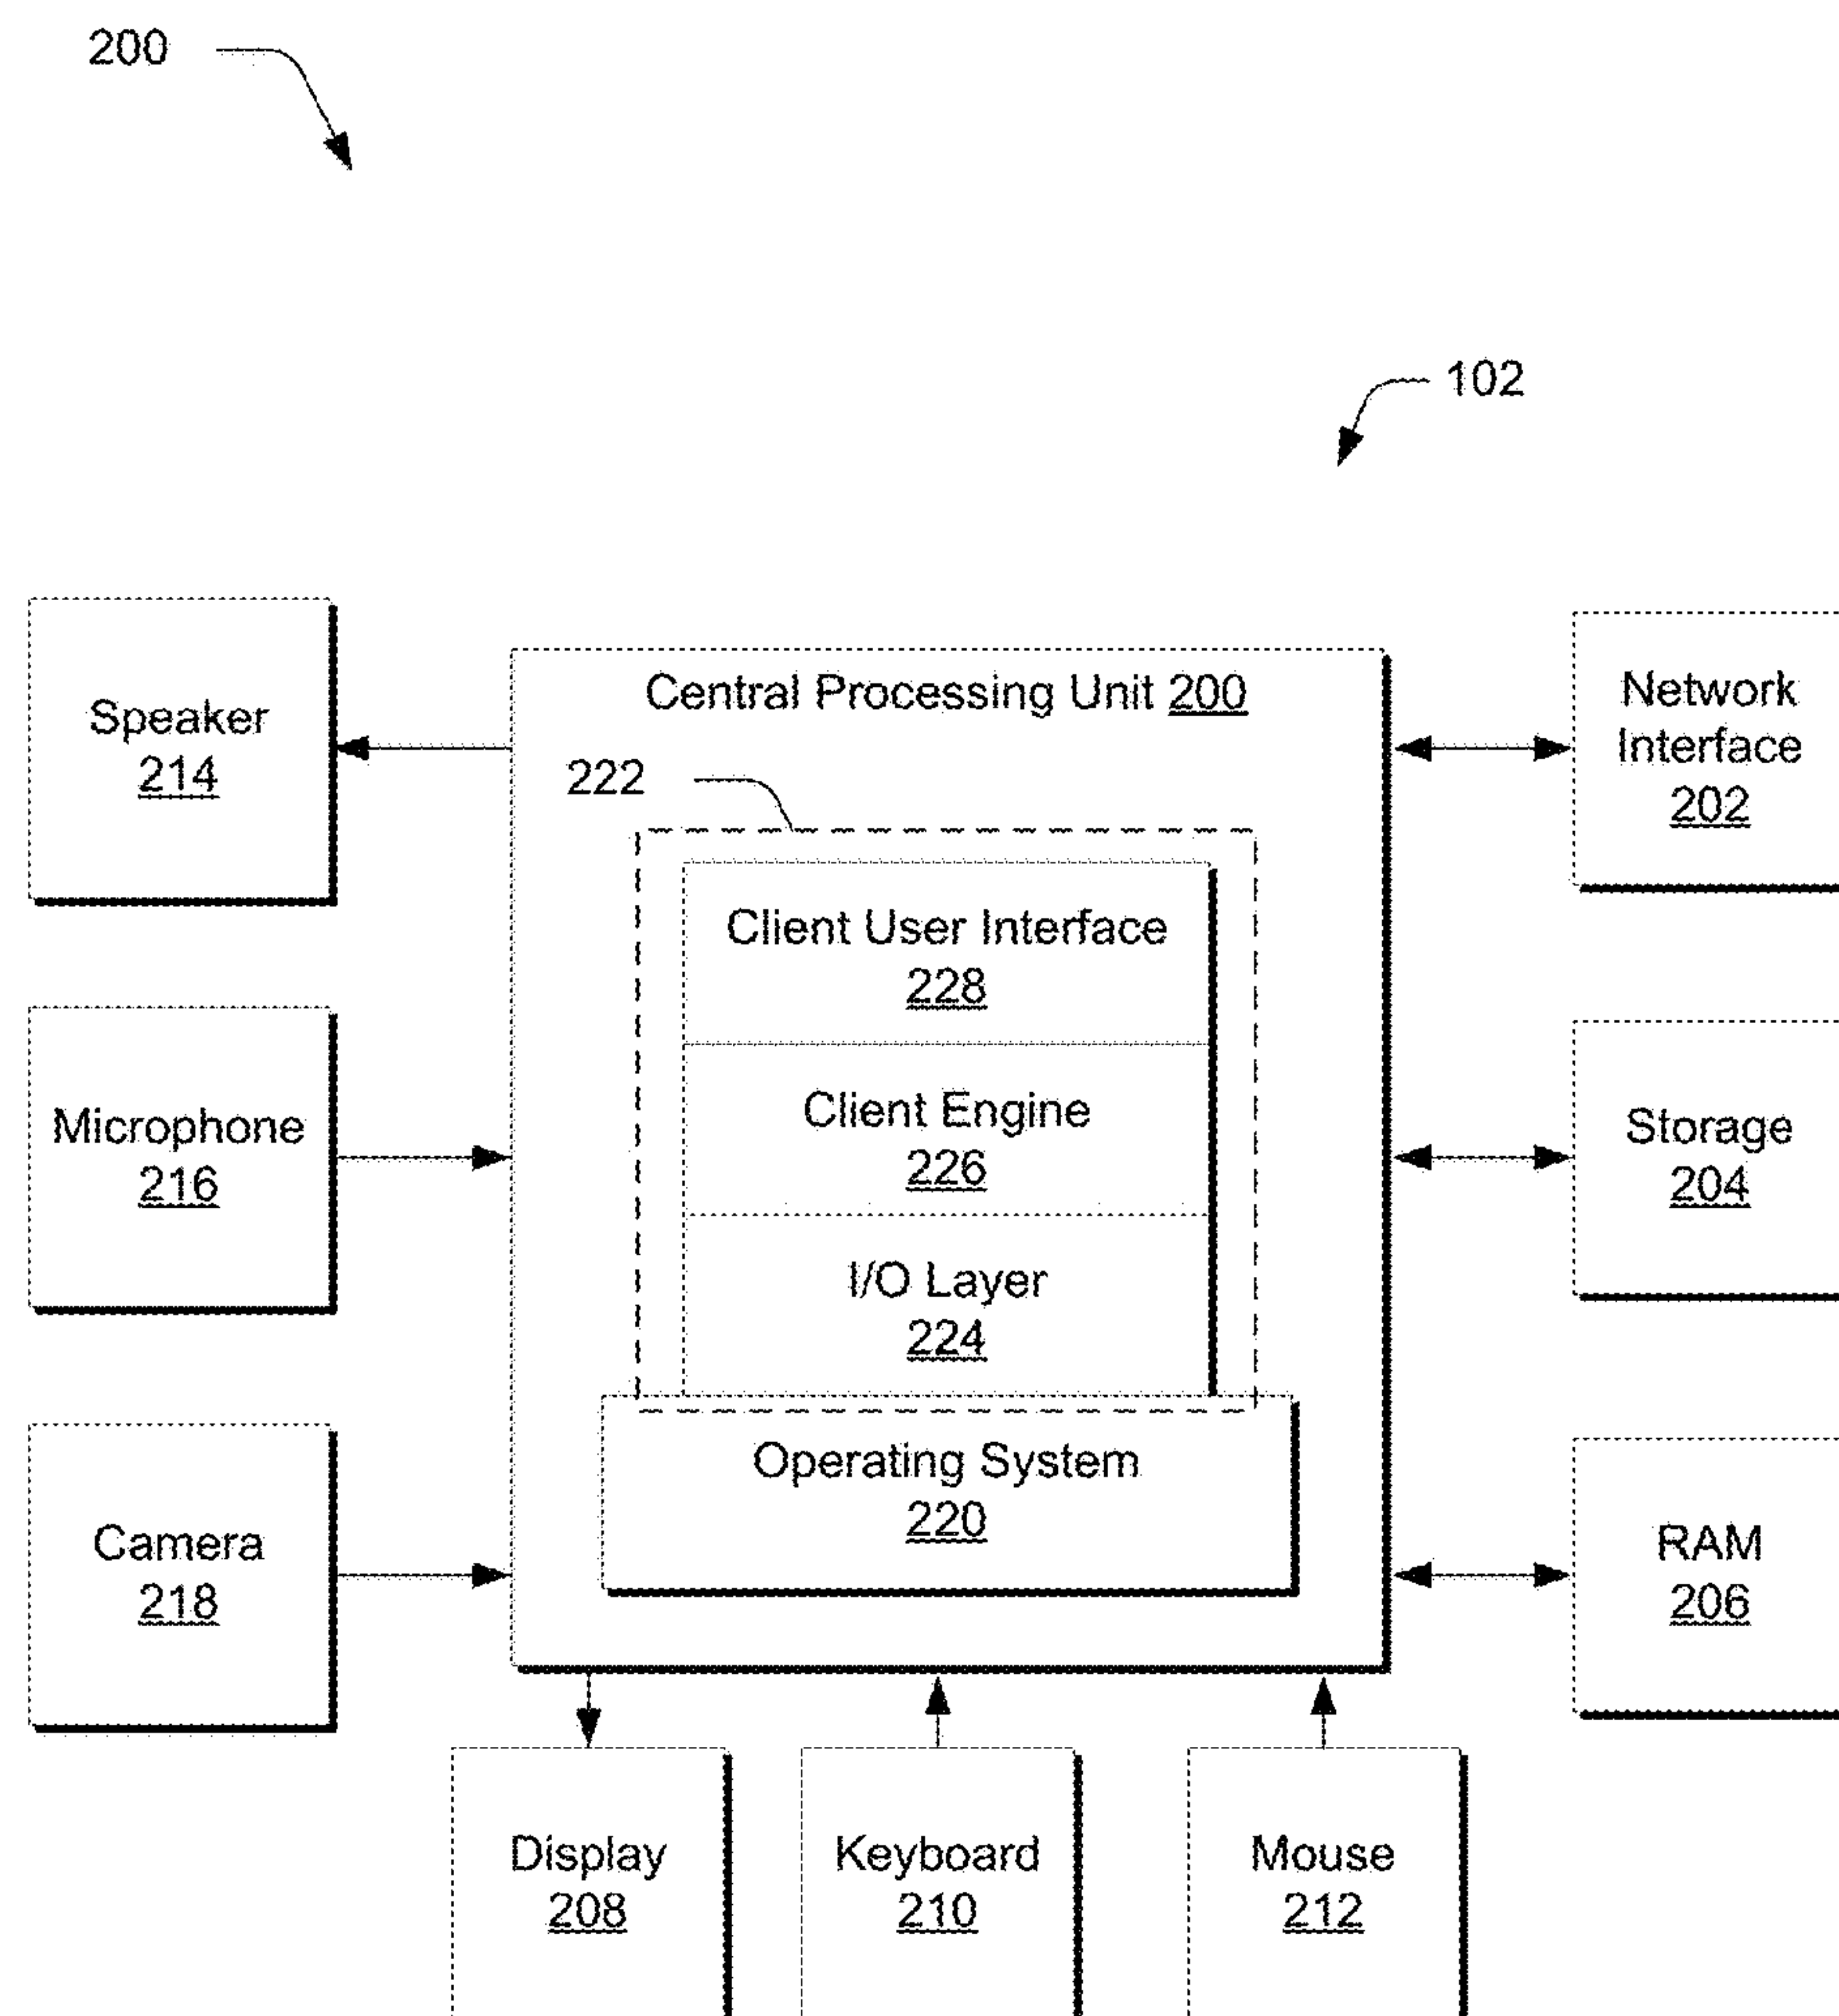 200
102
Speaker
214
Central Processing Unit 200
Network
Interface
202
222
Client User Interface
228
Microphone
216
Client Engine
226
Storage
204
I/O Layer
224
Camera
218
Operating System
220
RAM
206
Display
208
Keyboard
210
Mouse
212